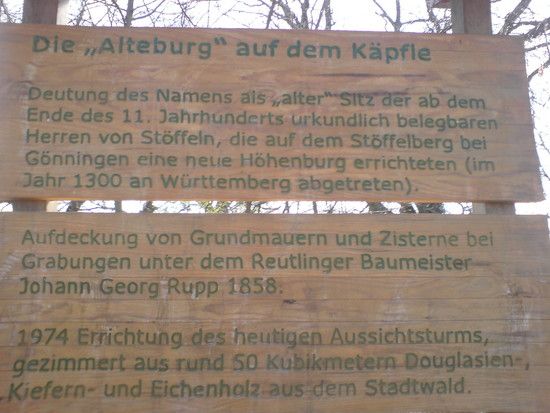 Die „Alteburg" auf dem Käpfle
Deutung des Namens als „alter" Sitz der ab dem
Ende des 11. Jahrhunderts urkundlich belegbaren
Herren von Stöffeln, die auf dem Stöffelberg bei
Gönningen eine neue Höhenburg errichteten (im
Jahr 1300 an Württemberg abgetreten).
Aufdeckung von Grundmauern und Zisterne bei
Grabungen unter dem Reutlinger Baumeister
Johann Georg Rupp 1858.
1974 Errichtung des heutigen Aussichtsturms,
gezimmert aus rund 50 Kubikmetern Douglasien-,
Kiefern- und Eichenholz aus dem Stadtwald.